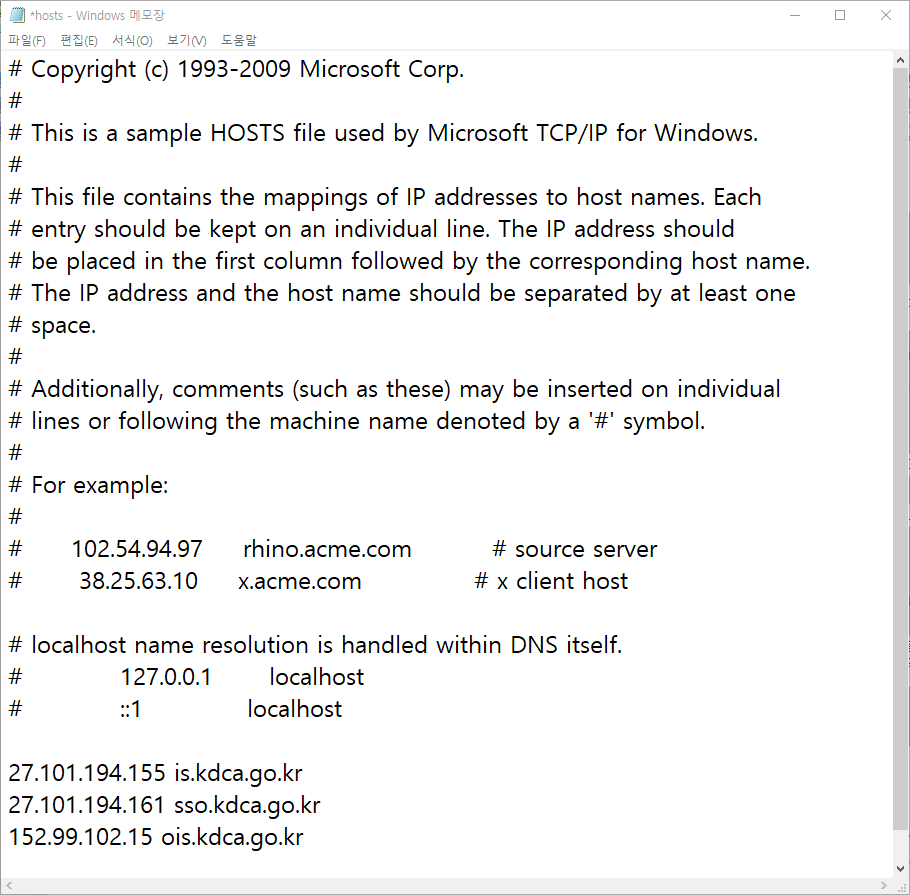 *hosts - Windows 메모장
파일(F) 편집(E) 서식(O) 보기(V) 도움말
# Copyright (c) 1993-2009 Microsoft Corp.
#
# This is a sample HOSTS file used by Microsoft TCP/IP for Windows.
#
# This file contains the mappings of IP addresses to host names. Each
# entry should be kept on an individual line. The IP address should
# be placed in the first column followed by the corresponding host name.
# The IP address and the host name should be separated by at least one
# space.
#
# Additionally, comments (such as these) may be inserted on individual
# lines or following the machine name denoted by a '#' symbol.
#
# For example:
#
# 102.54.94.97 rhino.acme.com # source server
# 38.25.63.10 x.acme.com # x client host
# localhost name resolution is handled within DNS itself.
# 127.0.0.1 localhost
# ::1 localhost
27.101.194.155 is.kdca.go.kr
27.101.194.161 sso.kdca.go.kr
152.99.102.15 ois.kdca.go.kr